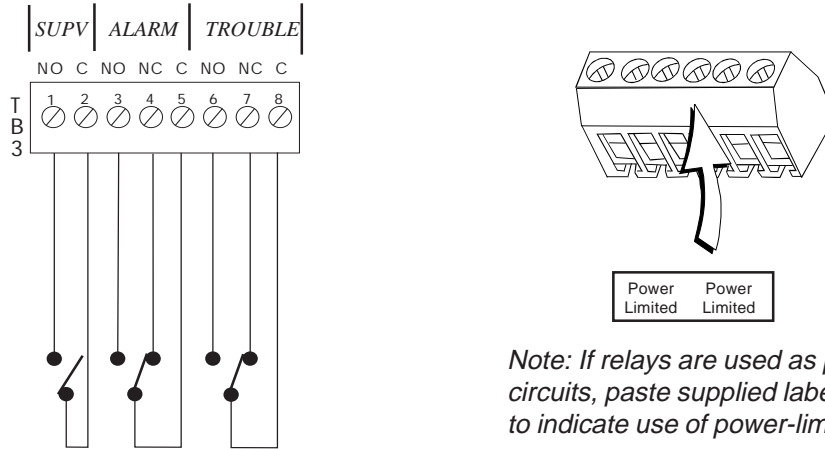 SUPV ALARM TROUBLE
NO C NO NC C NO NC C
TB3
1 2 3 4 5 6 7 8
Power Power
Limited Limited
Note: If relays are used as
circuits, paste supplied
to indicate use of